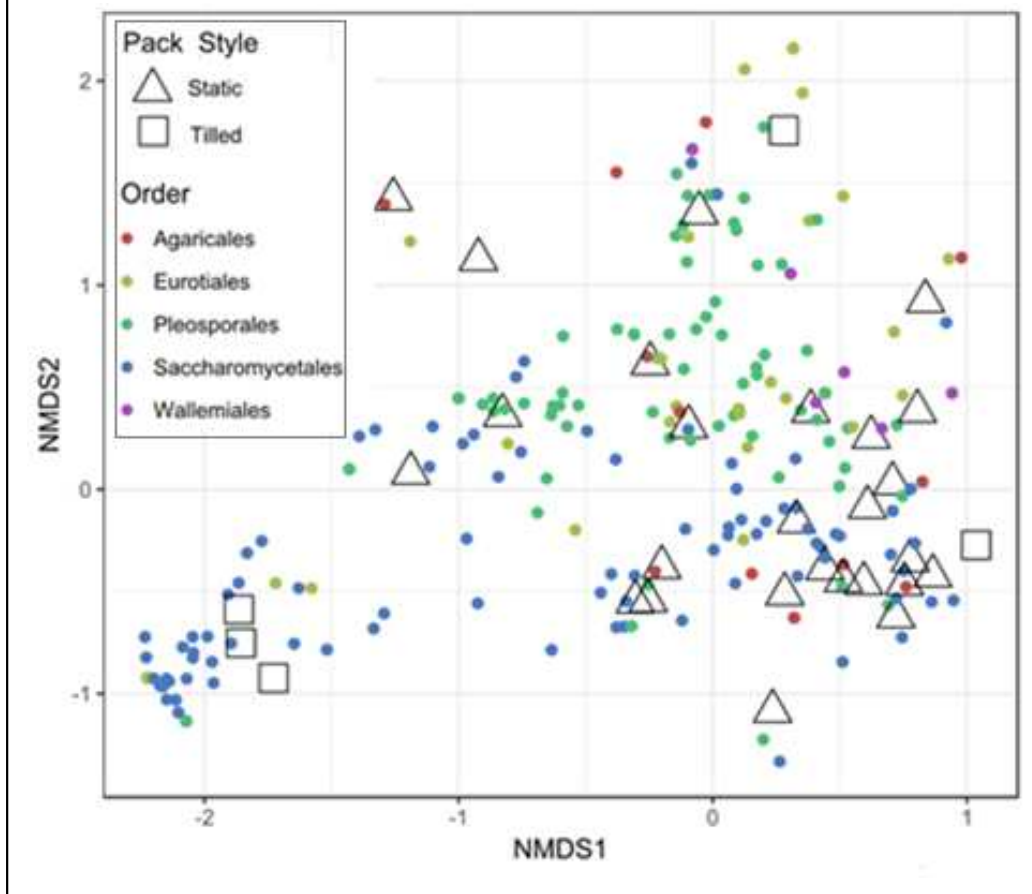 Pack Style
Static
Tilled
Order
Agaricales
Eurotiales
Pleosporales
Saccharomycetales
Wallemiales
NMDS2
2
1
0
-1
-2
-1
0
1
NMDS1